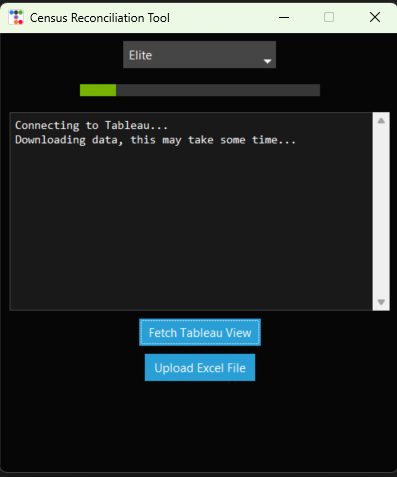 Census Reconciliation Tool
Elite
Connecting to Tableau...
Downloading data, this may take some time...
Fetch Tableau View
Upload Excel File